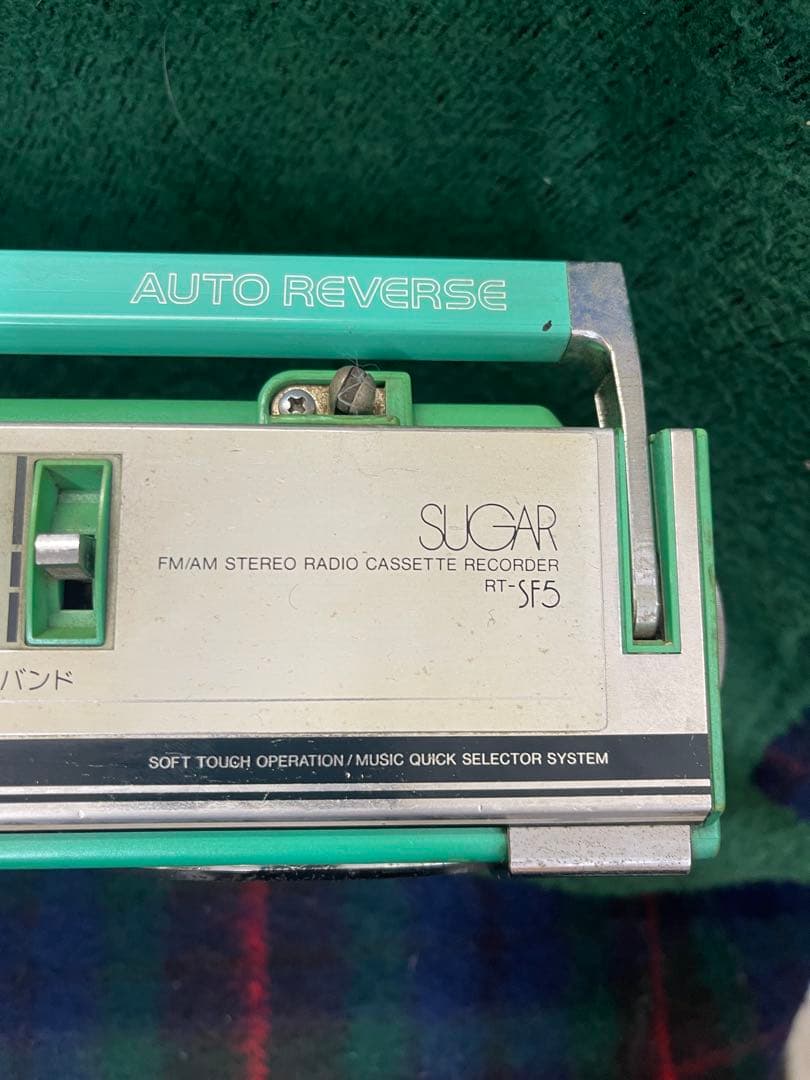 AUTO REVERSE
SUGAR
FM/AM STEREO RADIO CASSETTE RECORDER
RT-SF5
バンド
SOFT TOUCH OPERATION/MUSIC QUICK SELECTOR SYSTEM